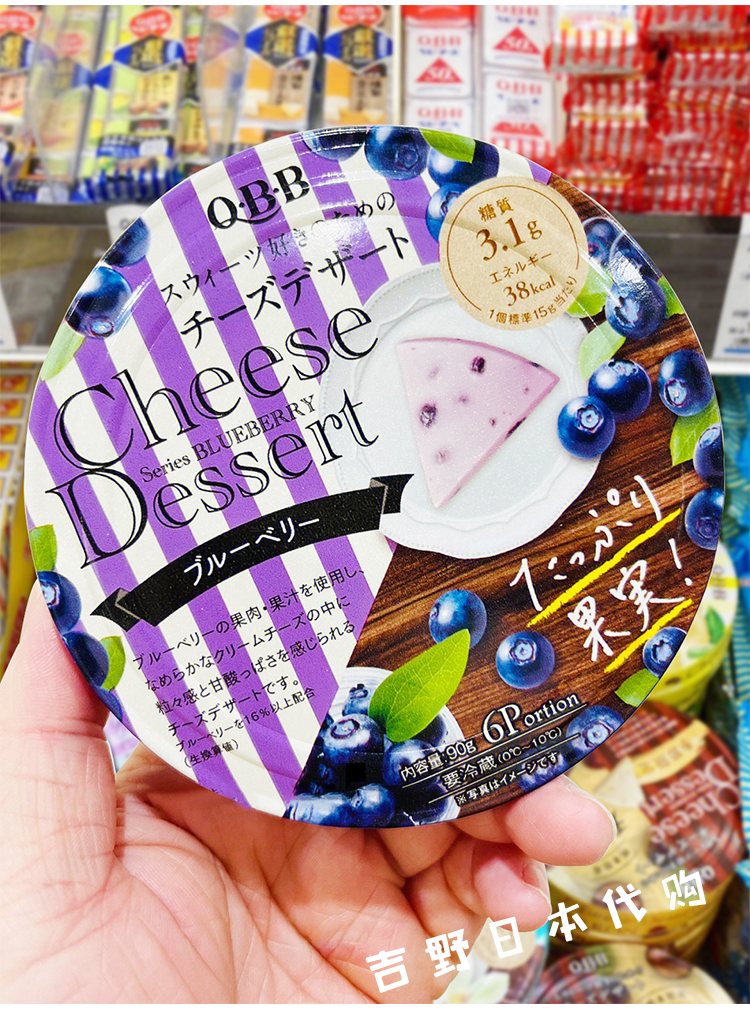 Q・B・B
スウィーツ好きのための
チーズデザート
Cheese
Series BLUEBERRY
Dessert
ブルーベリー
糖質
3.1g
エネルギー
38kcal
1個標準15g当たり
たっぷり
果実!
ブルーベリーの果肉・果汁を使用し、
なめらかなクリームチーズの中に
粒々感と甘酸っぱさを感じられる
チーズデザートです。
ブルーベリーを16%以上配合
(生換算値)
6Portion
内容量:90g
要冷蔵(0℃~10℃)
※写真はイメージです
Cheese
Dessert
吉野日本代购